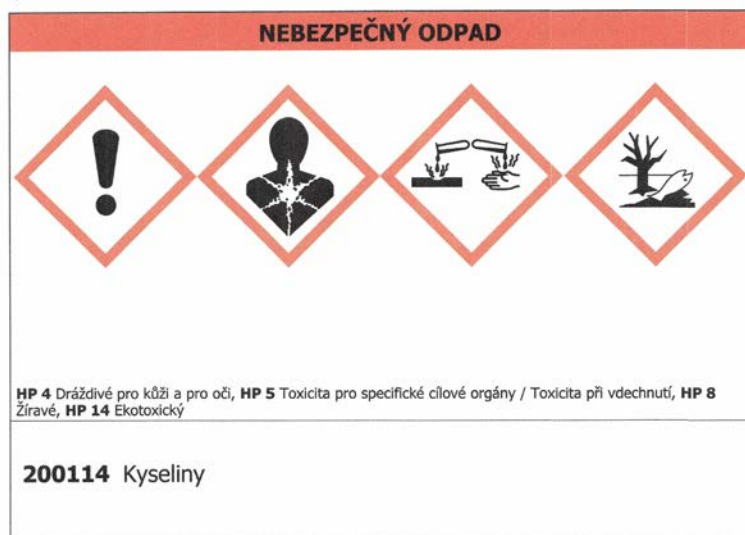 NEBEZPEČNÝ ODPAD
HP 4 Dráždivé pro kůži a pro oči, HP 5 Toxicita pro specifické cílové orgány / Toxicita při vdechnutí, HP 8
Žíravé, HP 14 Ekotoxický
200114 Kyseliny